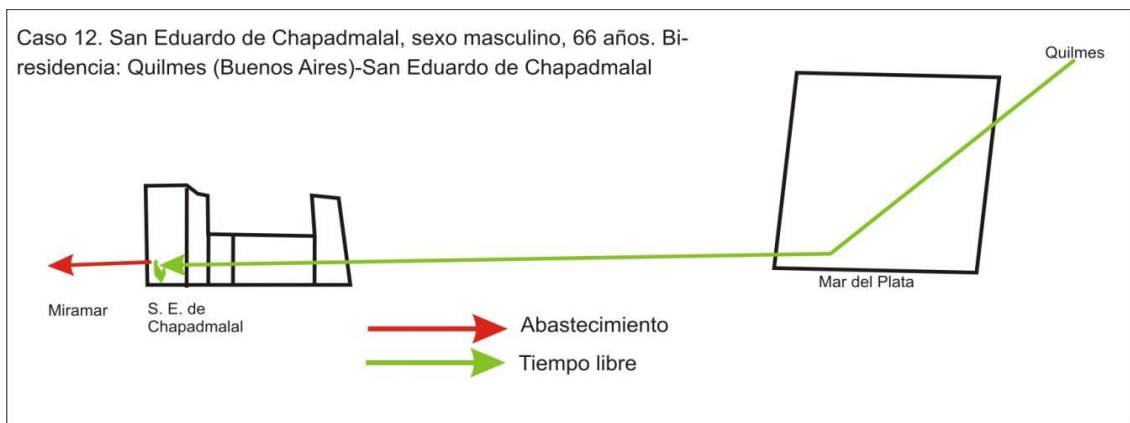 Caso 12. San Eduardo de Chapadmalal, sexo masculino, 66 años. Bi-
residencia: Quilmes (Buenos Aires)-San Eduardo de Chapadmalal
Quilmes
Mar del Plata
Miramar
S. E. de
Chapadmalal
Abastecimiento
Tiempo libre